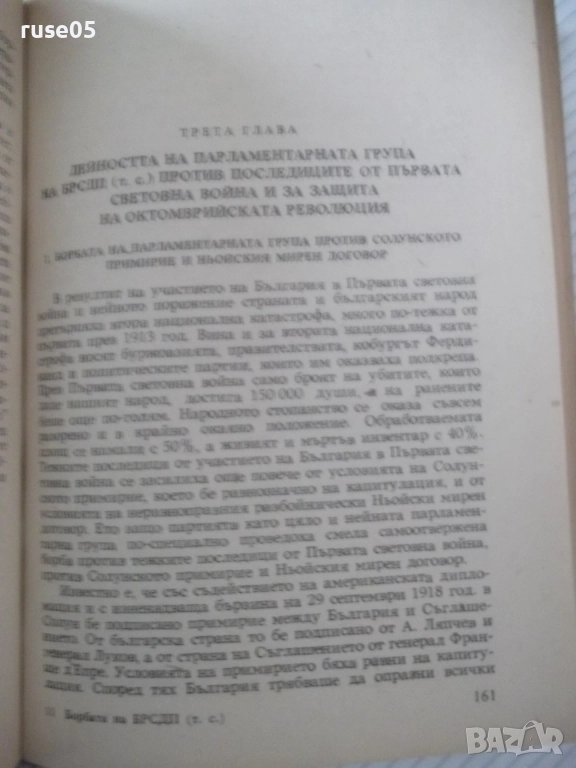 ruse05
ТРЕТА ГЛАВА
ДЕЙНОСТТА НА ПАРЛАМЕНТАРНАТА ГРУПА
НА БРСДП (т. с.) ПРОТИВ ПОСЛЕДИЦИТЕ ОТ ПЪРВАТА
СВЕТОВНА ВОЙНА И ЗА ЗАЩИТА
НА ОКТОМВРИЙСКАТА РЕВОЛЮЦИЯ
1. БОРБАТА НА ПАРЛАМЕНТАРНАТА ГРУПА ПРОТИВ СОЛУНСКОТО
ПРИМИРИЕ И НЬОЙСКИЯ МИРЕН ДОГОВОР
В резултат на участието на България в Първата световна
война и нейното поражение страната и българският народ
претърпяха втора национална катастрофа, много по-тежка от
първата през 1913 год. Вина и за втората национална ката-
строфа носят буржоазията, правителствата, кобургът Ферди-
нанд и политическите партии, които им оказваха подкрепа.
През Първата световна война само броят на убитите, които
даде нашият народ, достига 150 000 души, а на ранените
беше още по-голям. Народното стопанство се оказа съвсем
разорено и в крайно окаяно положение. Обработваемата
площ се намали с 50%, а живият и мъртъв инвентар с 40%.
Тежките последици от участието на България в Първата све-
товна война се засилиха още повече от условията на Солун-
ското примирие, което бе равнозначно на капитулация, и от
условията на неравноправния разбойнически Ньойски мирен
договор. Ето защо партията като цяло и нейната парламен-
тарна група по-специално проведоха смела самоотвержена
борба против тежките последици от Първата световна война,
против Солунското примирие и Ньойския мирен договор.
Известно е, че със съдействието на американската дипло-
мация и с изненадваща бързина на 29 септември 1918 год. в
Солун бе подписано примирие между България и Съглаше-
нието. От българска страна то бе подписано от А. Ляпчев и
генерал Луков, а от страна на Съглашението от генерал Фран-
ше д'Епре. Условията на примирието бяха равни на капиту-
лация. Според тях България трябваше да оправни всички
161
11 Борбата на БРСДП (т. с.)
BAZAR